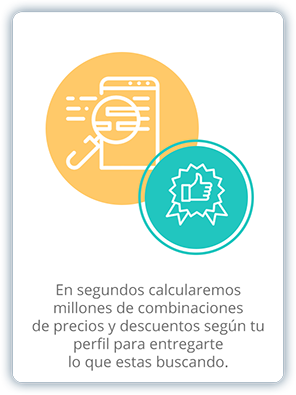 En segundos calcularemos
millones de combinaciones
de precios y descuentos según tu
perfil para entregarte
lo que estas buscando.